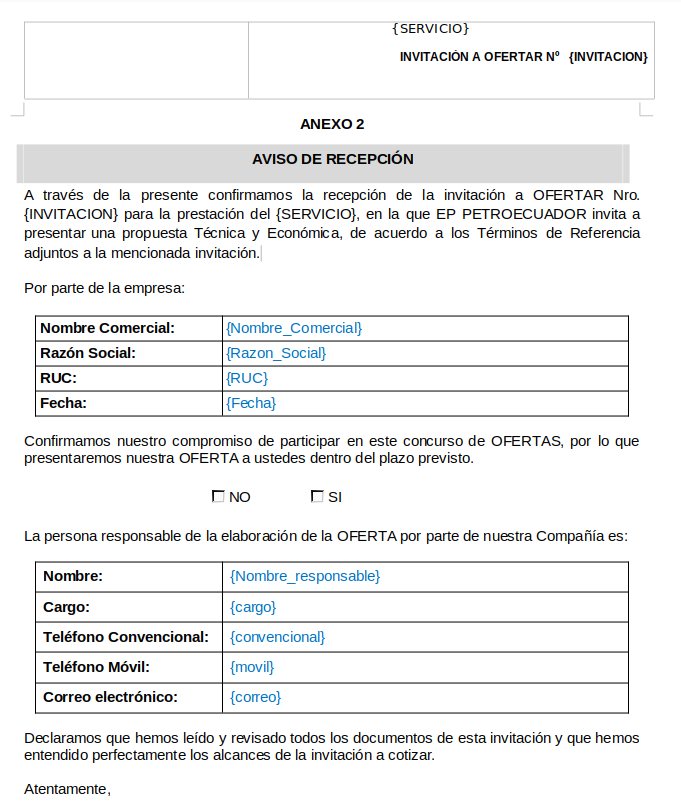 {SERVICIO}
INVITACIÓN A OFERTAR Nº {INVITACION}
ANEXO 2
AVISO DE RECEPCIÓN
A través de la presente confirmamos la recepción de la invitación a OFERTAR Nro.
{INVITACION} para la prestación del {SERVICIO}, en la que EP PETROECUADOR invita a
presentar una propuesta Técnica y Económica, de acuerdo a los Términos de Referencia
adjuntos a la mencionada invitación.
Por parte de la empresa:
Nombre Comercial: {Nombre_Comercial}
Razón Social: {Razon_Social}
RUC: {RUC}
Fecha: {Fecha}
Confirmamos nuestro compromiso de participar en este concurso de OFERTAS, por lo que
presentaremos nuestra OFERTA a ustedes dentro del plazo previsto.
NO SI
La persona responsable de la elaboración de la OFERTA por parte de nuestra Compañía es:
Nombre: {Nombre_responsable}
Cargo: {cargo}
Teléfono Convencional: {convencional}
Teléfono Móvil: {movil}
Correo electrónico: {correo}
Declaramos que hemos leído y revisado todos los documentos de esta invitación y que hemos
entendido perfectamente los alcances de la invitación a cotizar.
Atentamente,